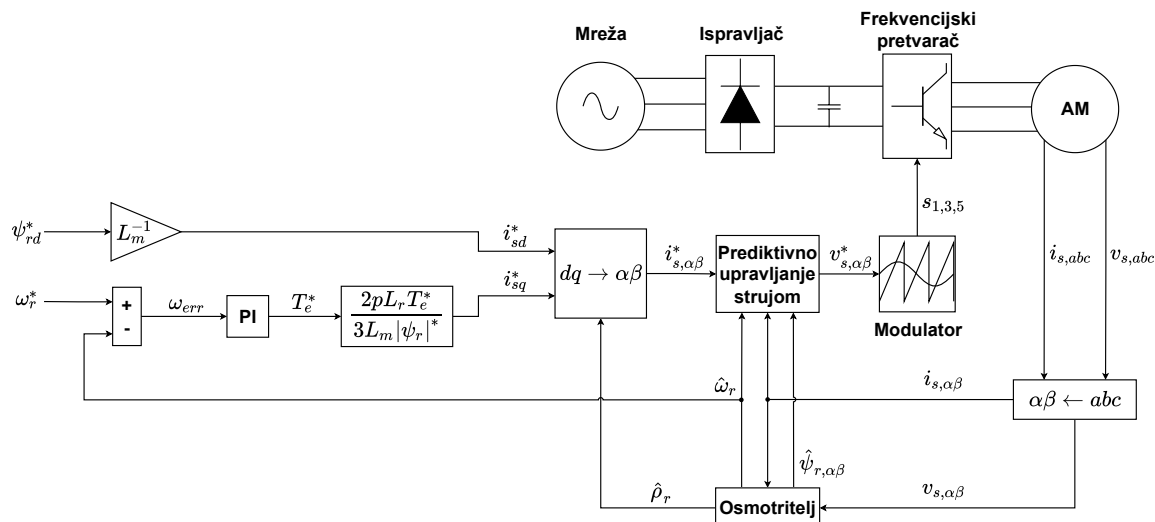 Mreža
Ispravljač
Frekvencijski
pretvarač
AM
s_{1,3,5}
ψ*_{rd}
L_m^{-1}
i*_{sd}
dq → αβ
i*_{s,αβ}
Prediktivno
upravljanje
strujom
v*_{s,αβ}
Modulator
i_{s,abc}
v_{s,abc}
ω*_r
+
-
ω_{err}
PI
T*_e
2pL_rT*_e
3L_m|ψ_r|*
i*_{sq}
ω̂_r
i_{s,αβ}
αβ ← abc
ψ̂_{r,αβ}
ρ̂_r
Osmotritelj
v_{s,αβ}